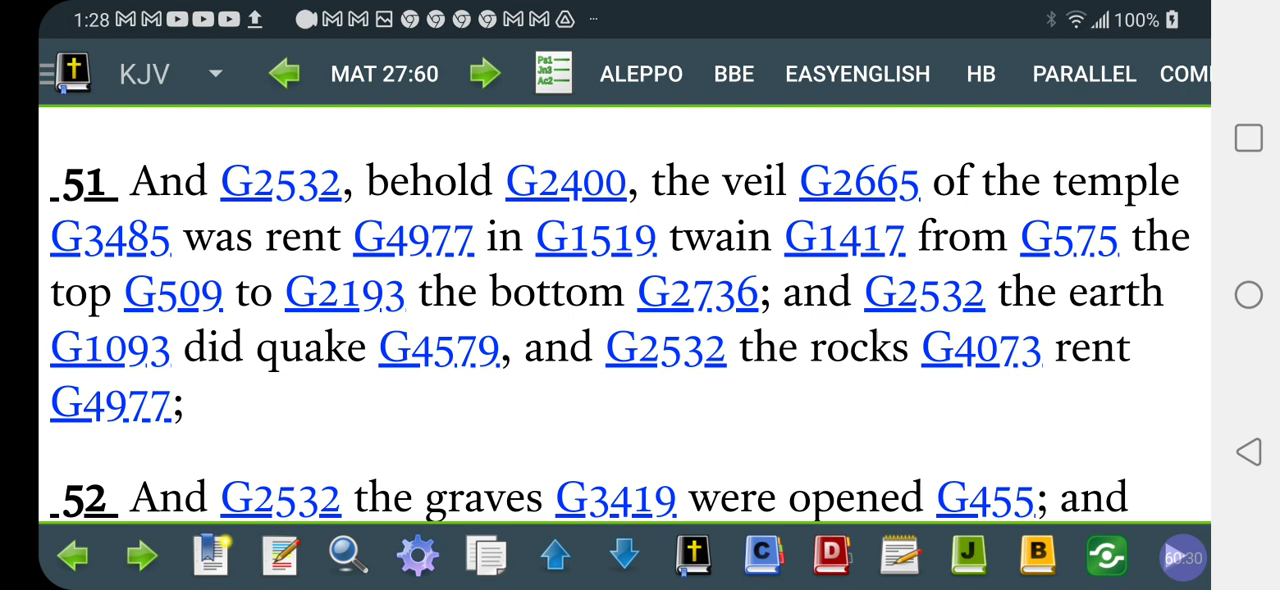 1:28 100%
KJV MAT 27:60 ALEPPO BBE EASYENGLISH HB PARALLEL COM
51 And G2532, behold G2400, the veil G2665 of the temple
G3485 was rent G4977 in G1519 twain G1417 from G575 the
top G509 to G2193 the bottom G2736; and G2532 the earth
G1093 did quake G4579, and G2532 the rocks G4073 rent
G4977;
52 And G2532 the graves G3419 were opened G455; and
C D J B 60:30